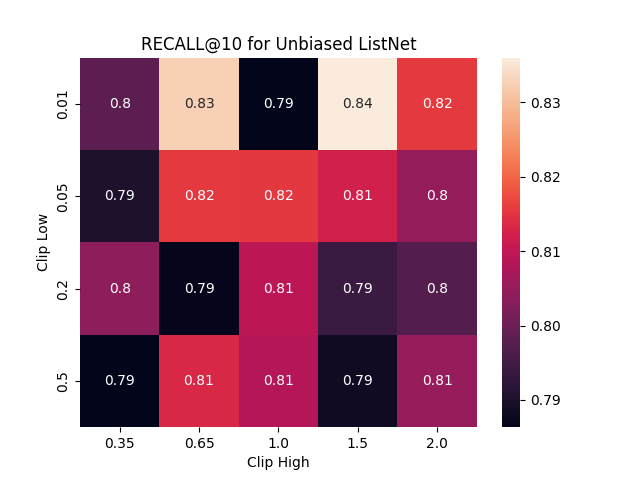 RECALL@10 for Unbiased ListNet
0.01 0.8 0.83 0.79 0.84 0.82
0.05 0.79 0.82 0.82 0.81 0.8
0.2 0.8 0.79 0.81 0.79 0.8
0.5 0.79 0.81 0.81 0.79 0.81
0.35 0.65 1.0 1.5 2.0
Clip High
Clip Low
0.83
0.82
0.81
0.80
0.79